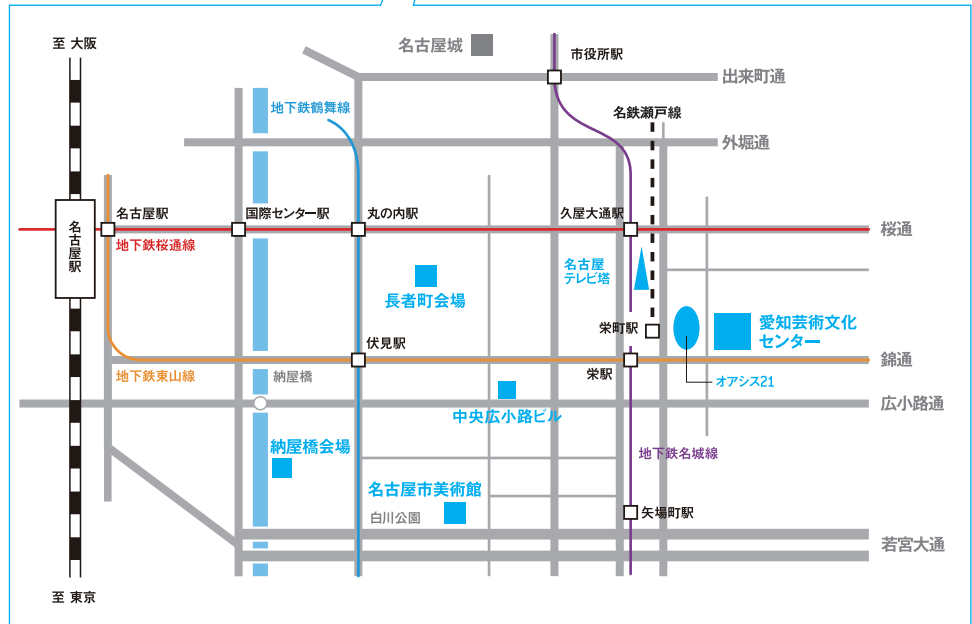 至 大阪
名古屋城
市役所駅
出来町通
地下鉄鶴舞線
名鉄瀬戸線
外堀通
名古屋駅
名古屋駅
国際センター駅
丸の内駅
久屋大通駅
桜通
地下鉄桜通線
名古屋
テレビ塔
長者町会場
栄町駅
愛知芸術文化
センター
伏見駅
錦通
地下鉄東山線
納屋橋
栄駅
オアシス21
広小路通
中央広小路ビル
納屋橋会場
地下鉄名城線
名古屋市美術館
白川公園
矢場町駅
若宮大通
至 東京